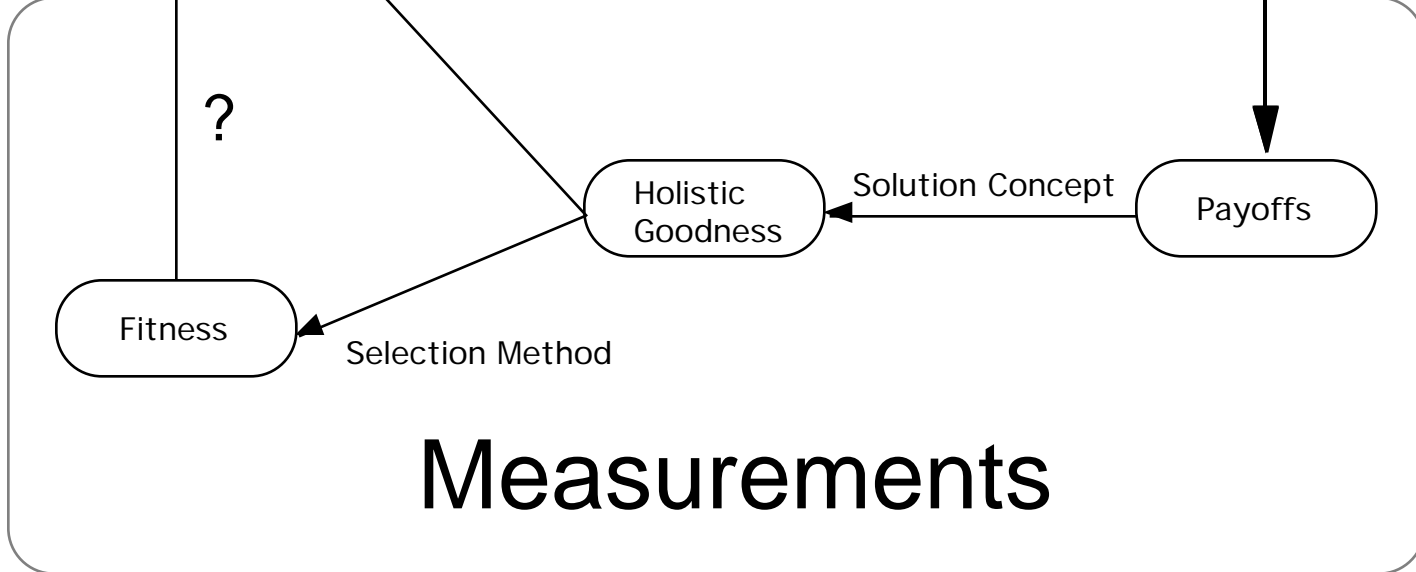 ?
Holistic
Goodness
Solution Concept
Payoffs
Fitness
Selection Method
Measurements